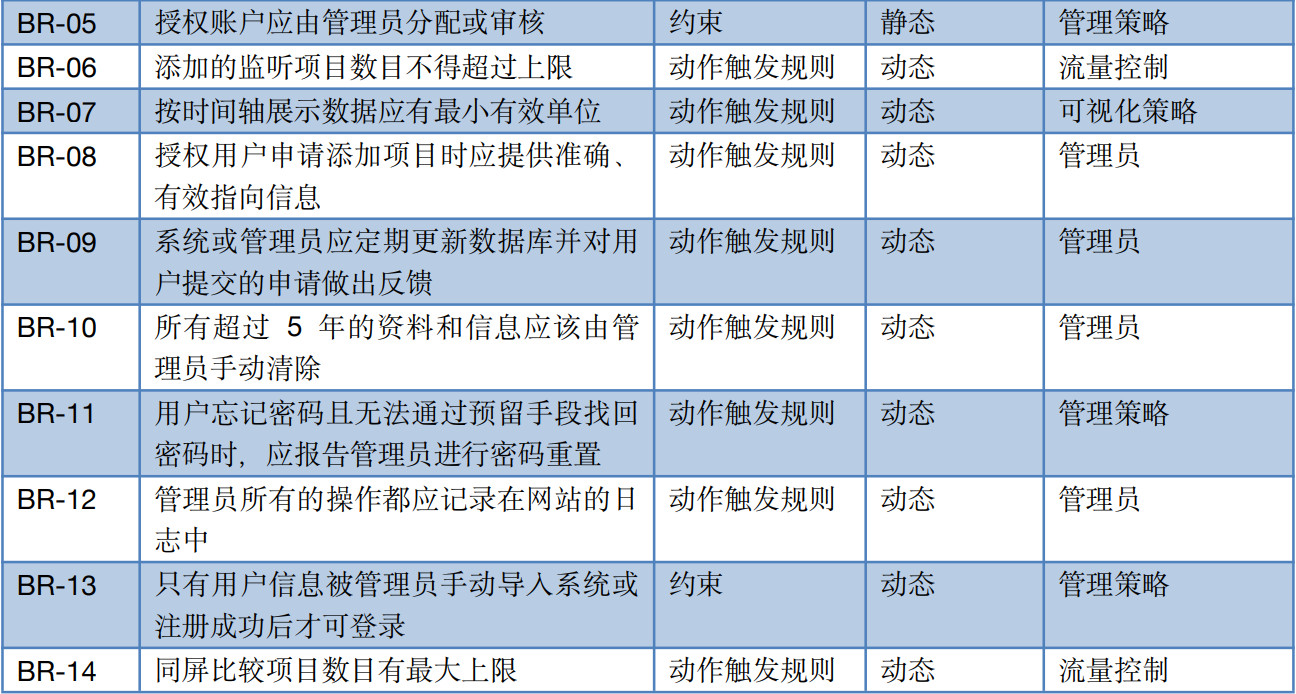 BR-05 授权账户应由管理员分配或审核 约束 静态 管理策略
BR-06 添加的监听项目数目不得超过上限 动作触发规则 动态 流量控制
BR-07 按时间轴展示数据应有最小有效单位 动作触发规则 动态 可视化策略
BR-08 授权用户申请添加项目时应提供准确、 动作触发规则 动态 管理员
有效指向信息
BR-09 系统或管理员应定期更新数据库并对用 动作触发规则 动态 管理员
户提交的申请做出反馈
BR-10 所有超过 5 年的资料和信息应该由管 动作触发规则 动态 管理员
理员手动清除
BR-11 用户忘记密码且无法通过预留手段找回 动作触发规则 动态 管理策略
密码时，应报告管理员进行密码重置
BR-12 管理员所有的操作都应记录在网站的日 动作触发规则 动态 管理员
志中
BR-13 只有用户信息被管理员手动导入系统或 约束 动态 管理策略
注册成功后才可登录
BR-14 同屏比较项目数目有最大上限 动作触发规则 动态 流量控制